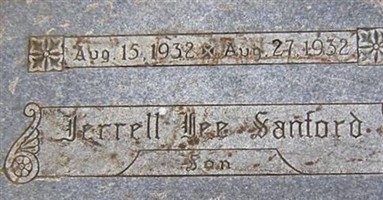 Aug. 15, 1932 × Aug. 27, 1932
Jerrell Lee Sanford
Son